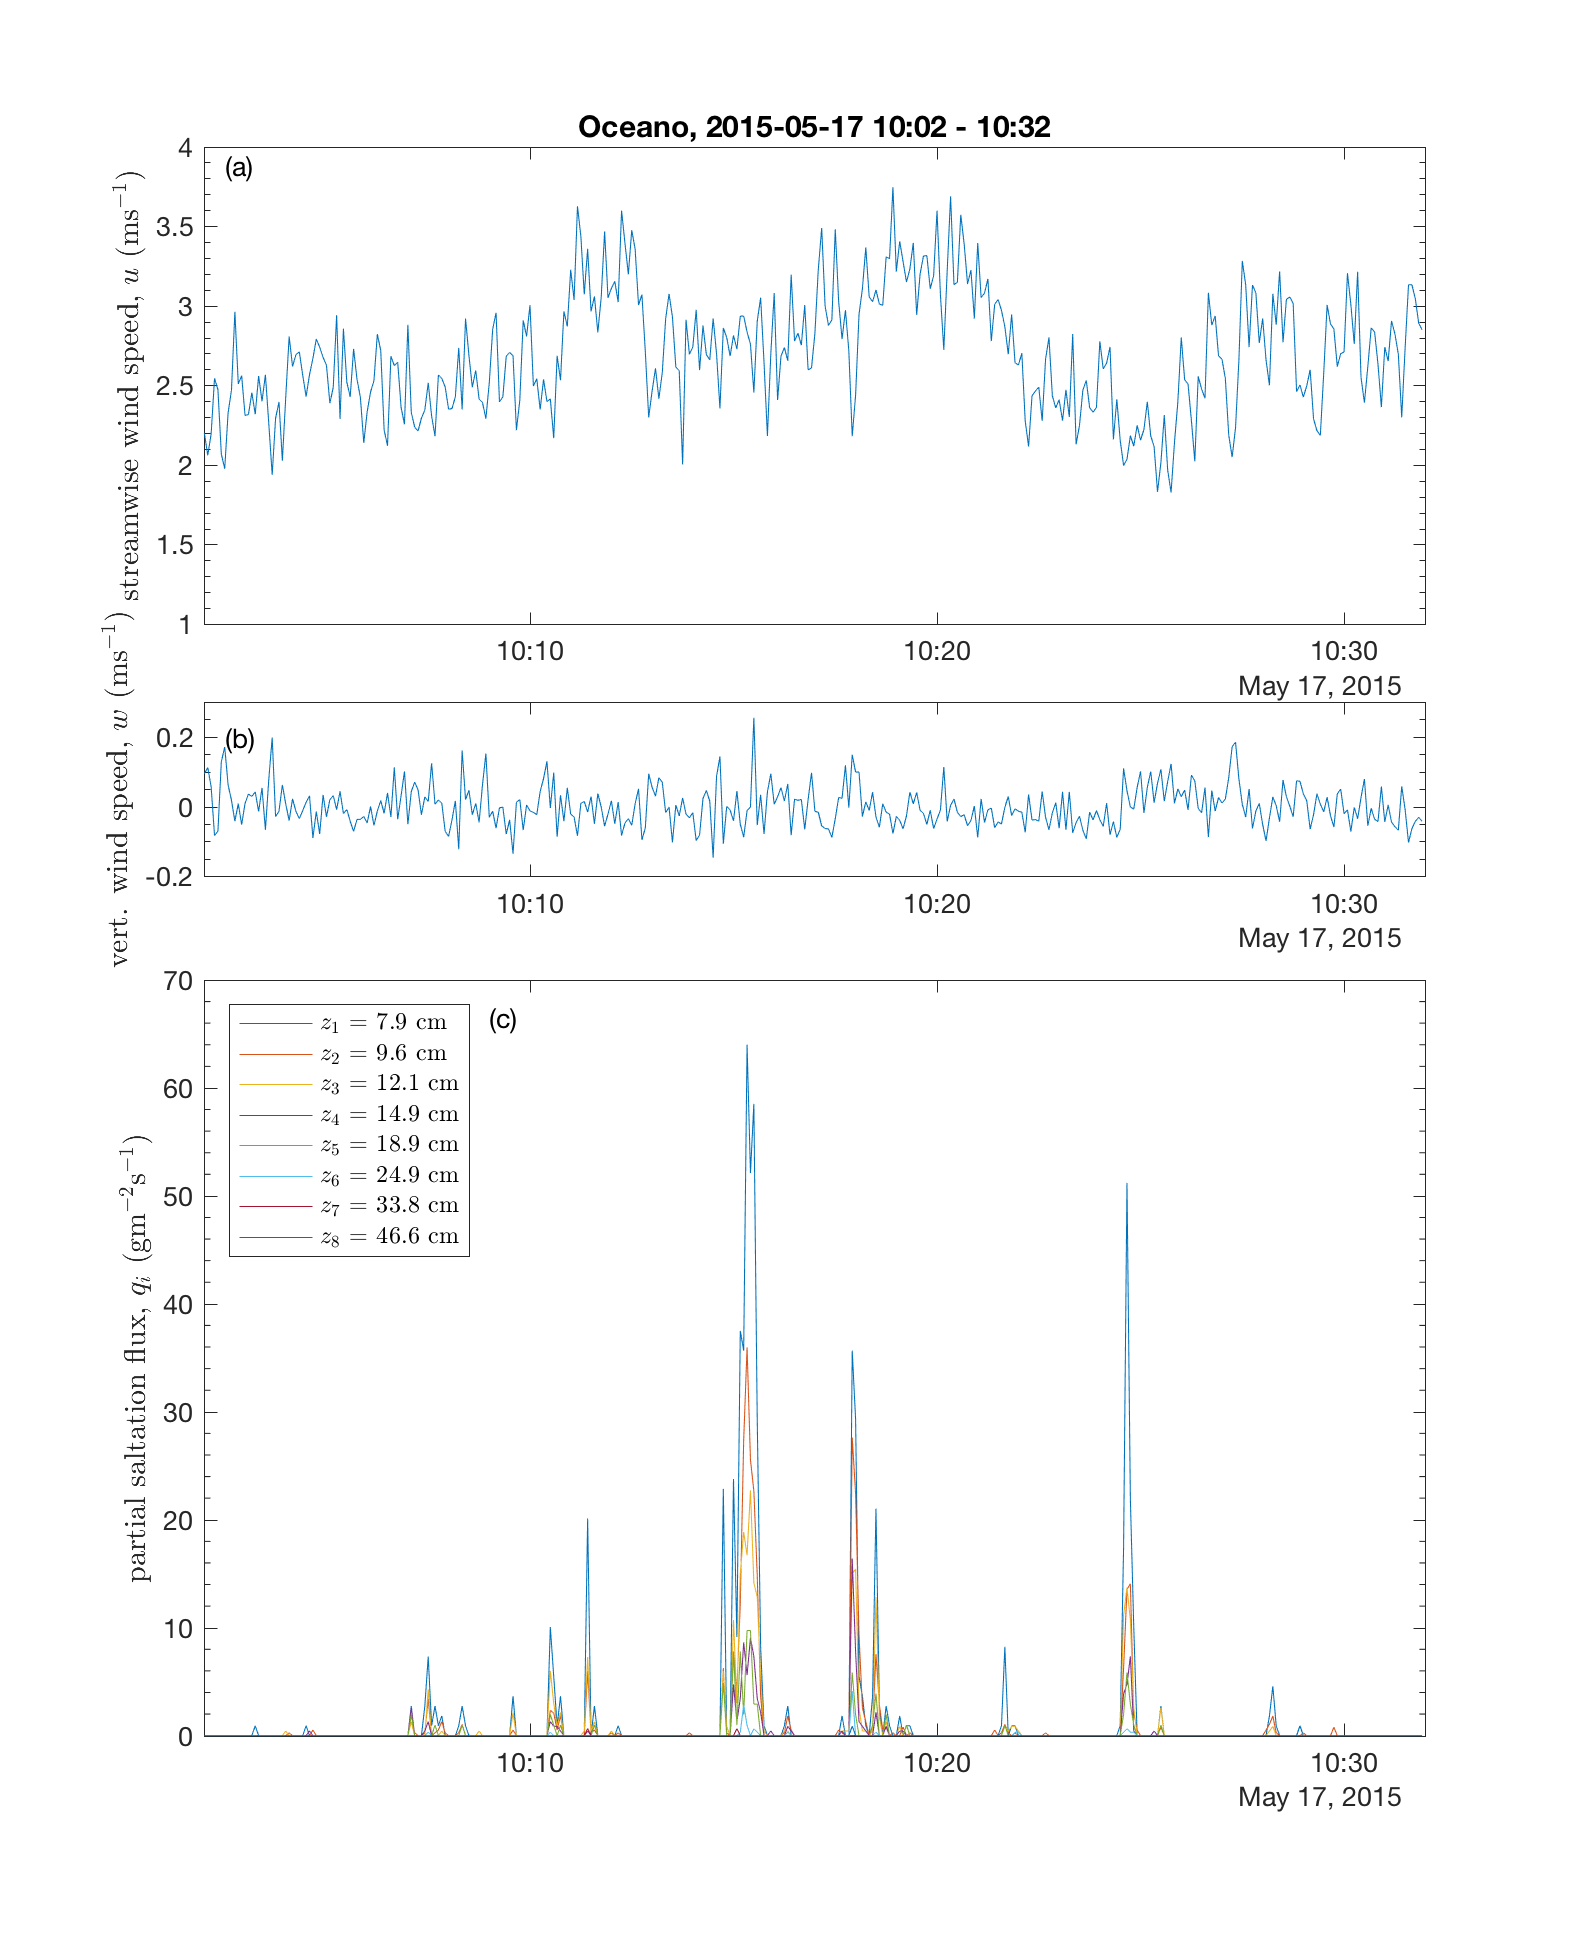 Oceano, 2015-05-17 10:02 - 10:32
(a)
streamwise wind speed, u (ms⁻¹)
4
3.5
3
2.5
2
1.5
1
10:10 10:20 10:30
May 17, 2015
(b)
vert. wind speed, w (ms⁻¹)
0.2
0
-0.2
10:10 10:20 10:30
May 17, 2015
(c)
partial saltation flux, qᵢ (gm⁻²s⁻¹)
70
60
50
40
30
20
10
0
z₁ = 7.9 cm
z₂ = 9.6 cm
z₃ = 12.1 cm
z₄ = 14.9 cm
z₅ = 18.9 cm
z₆ = 24.9 cm
z₇ = 33.8 cm
z₈ = 46.6 cm
10:10 10:20 10:30
May 17, 2015